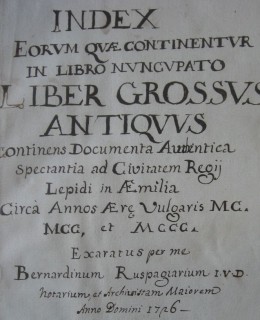 INDEX
EORUM QUÆ CONTINENTUR
IN LIBRO NUNCUPATO
LIBER GROSSUS
ANTIQUUS
Continens Documenta Autentica
Spectantia ad Civitatem Regij
Lepidi in Æmilia
Circà Annos Æræ Vulgaris MC.
MCC, et MCCC.
Exaratus per me
Bernardinum Ruspagiarium I.V.D.
Notarium, et Archivistam Maiorem
Anno Domini 1726 –